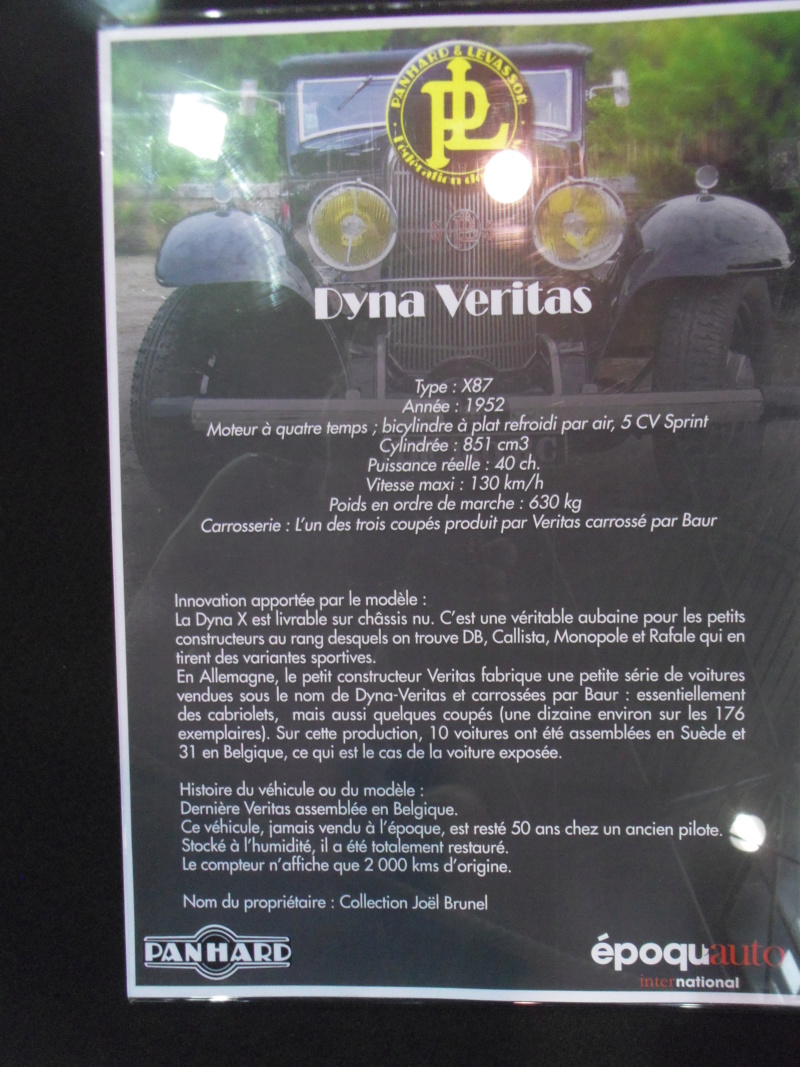 PANHARD & LEVASSOR
PL
Fédération
Dyna Veritas
Type : X87
Année : 1952
Moteur à quatre temps ; bicylindre à plat refroidi par air, 5 CV Sprint
Cylindrée : 851 cm3
Puissance réelle : 40 ch.
Vitesse maxi : 130 km/h
Poids en ordre de marche : 630 kg
Carrosserie : L'un des trois coupés produit par Veritas carrossé par Baur
Innovation apportée par le modèle :
La Dyna X est livrable sur châssis nu. C'est une véritable aubaine pour les petits
constructeurs au rang desquels on trouve DB, Callista, Monopole et Rafale qui en
tirent des variantes sportives.
En Allemagne, le petit constructeur Veritas fabrique une petite série de voitures
vendues sous le nom de Dyna-Veritas et carrossées par Baur : essentiellement
des cabriolets, mais aussi quelques coupés (une dizaine environ sur les 176
exemplaires). Sur cette production, 10 voitures ont été assemblées en Suède et
31 en Belgique, ce qui est le cas de la voiture exposée.
Histoire du véhicule ou du modèle :
Dernière Veritas assemblée en Belgique.
Ce véhicule, jamais vendu à l'époque, est resté 50 ans chez un ancien pilote.
Stocké à l'humidité, il a été totalement restauré.
Le compteur n'affiche que 2 000 kms d'origine.
Nom du propriétaire : Collection Joël Brunel
PANHARD
époquauto
international